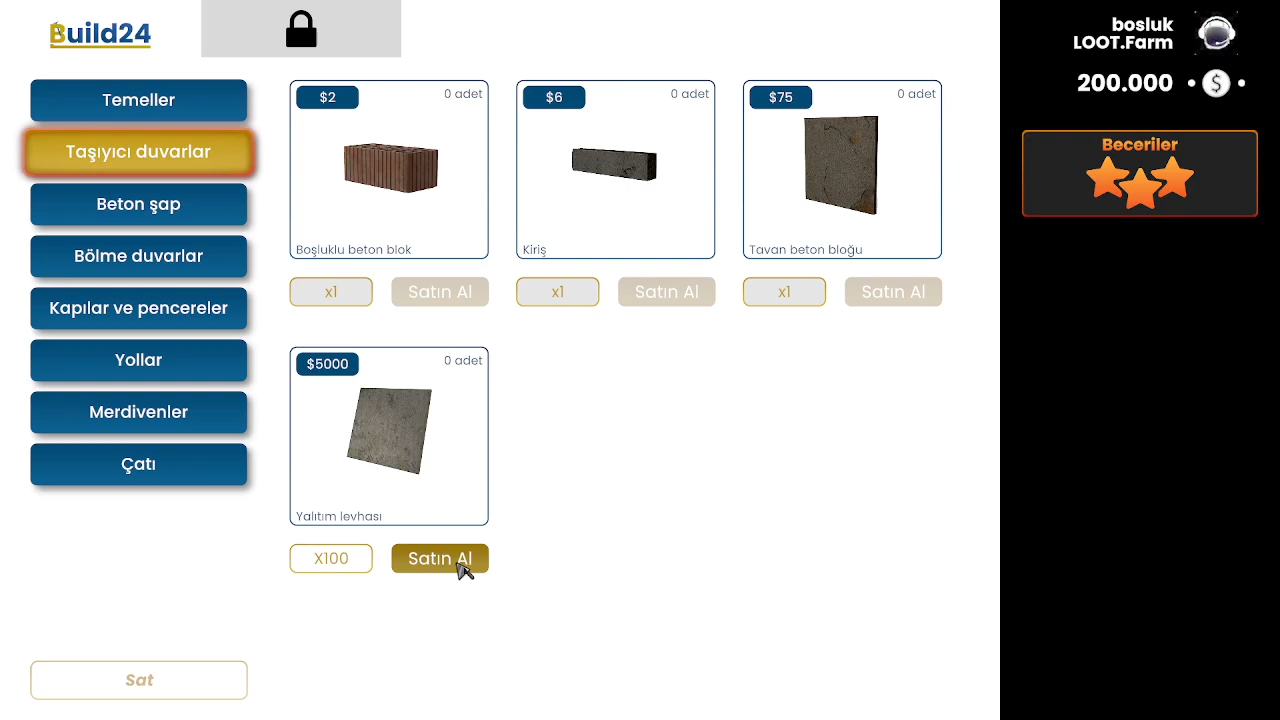 Build24
bosluk
LOOT.Farm
200.000
$
Beceriler
Temeller
Taşıyıcı duvarlar
Beton şap
Bölme duvarlar
Kapılar ve pencereler
Yollar
Merdivenler
Çatı
Sat
$2
0 adet
Boşluklu beton blok
x1
Satın Al
$6
0 adet
Kiriş
x1
Satın Al
$75
0 adet
Tavan beton bloğu
x1
Satın Al
$5000
0 adet
Yalıtım levhası
X100
Satın Al